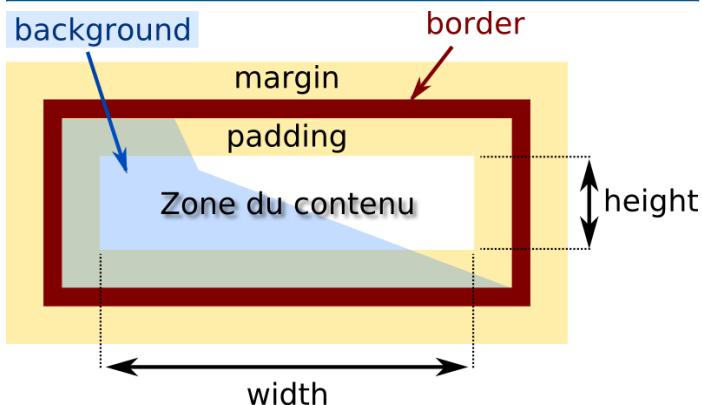 background
border
margin
padding
Zone du contenu
height
width